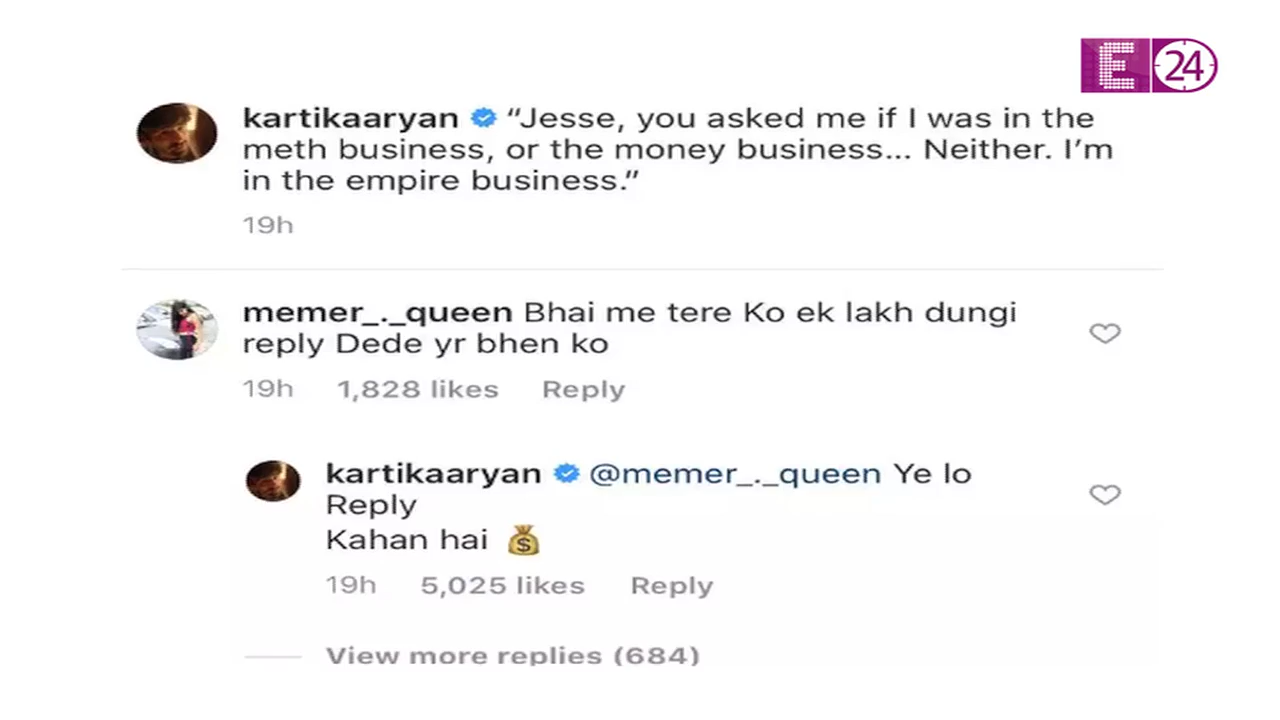 E 24
kartikaaryan “Jesse, you asked me if I was in the
meth business, or the money business... Neither. I’m
in the empire business.”
19h
memer_._queen Bhai me tere Ko ek lakh dungi
reply Dede yr bhen ko
19h 1,828 likes Reply
kartikaaryan @memer_._queen Ye lo
Reply
Kahan hai 💰
19h 5,025 likes Reply
View more replies (684)